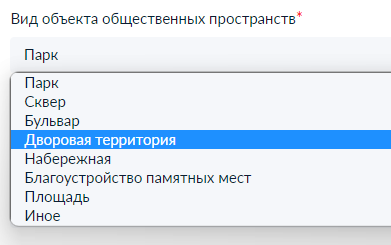 Вид объекта общественных пространств*
Парк
Парк
Сквер
Бульвар
Дворовая территория
Набережная
Благоустройство памятных мест
Площадь
Иное